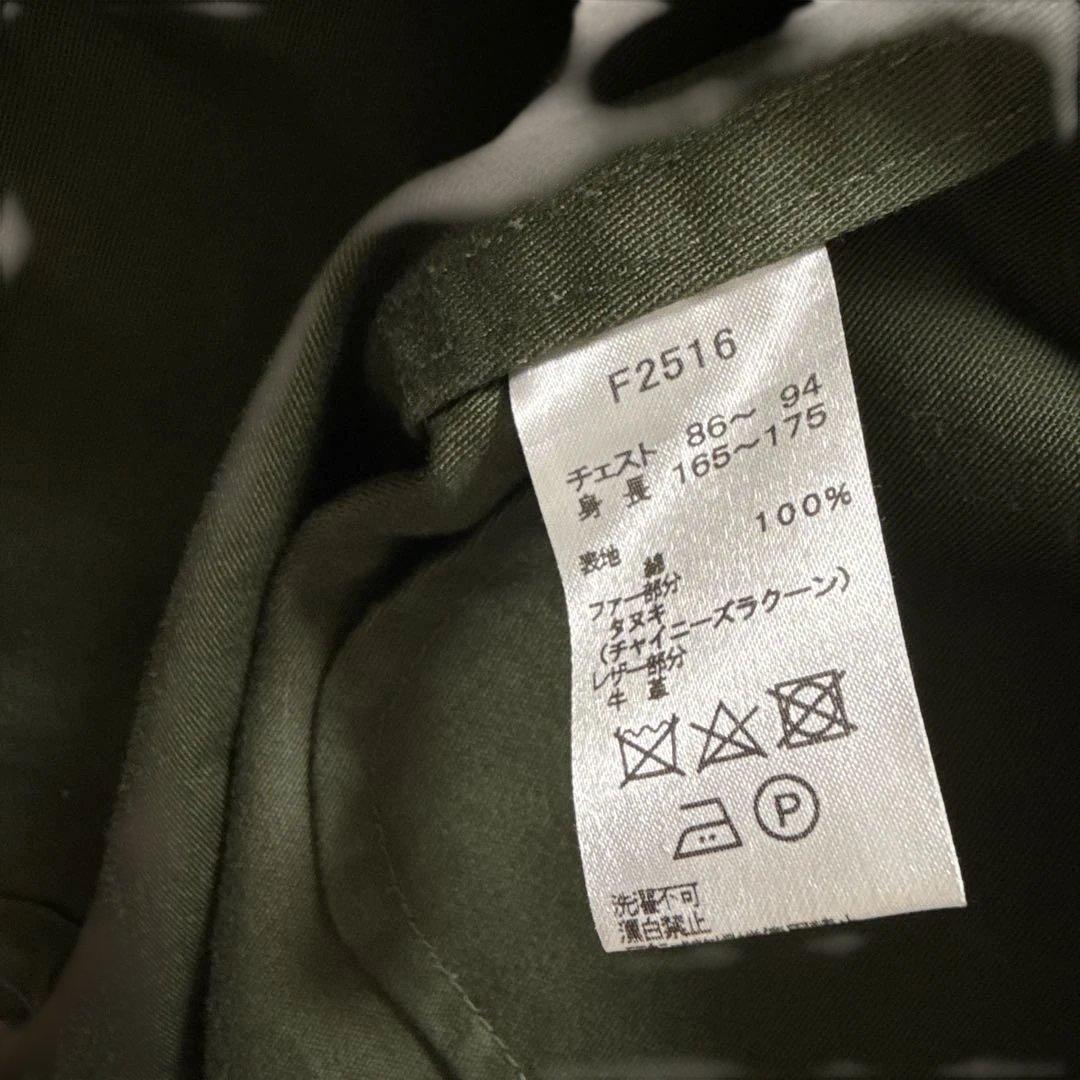 F2516
チェスト 86～ 94
身 長 165～175
100%
表地 綿
ファー部分
タヌキ
(チャイニーズラクーン)
レザー部分
牛 革
P
洗濯不可
漂白禁止